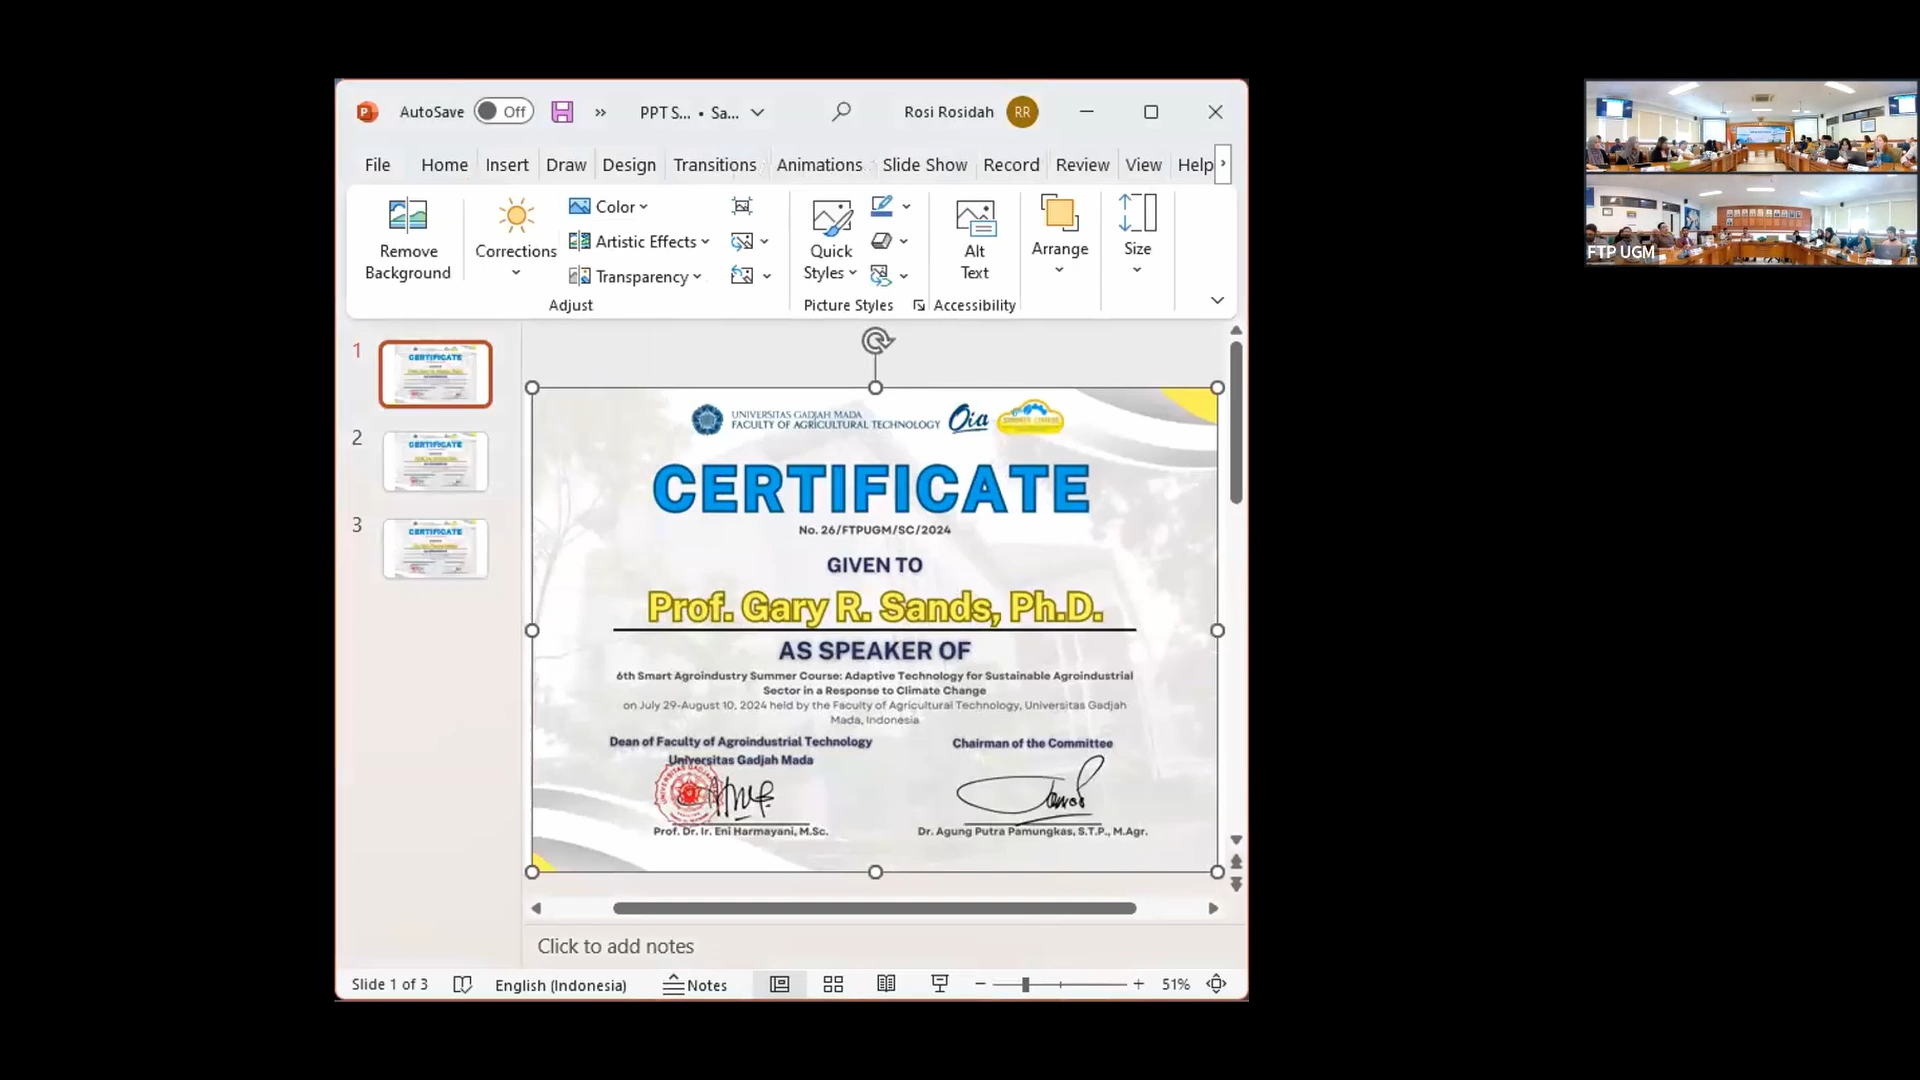 AutoSave Off PPT S... • Sa... Rosi Rosidah RR
File Home Insert Draw Design Transitions Animations Slide Show Record Review View Help
Remove Background
Corrections
Color
Artistic Effects
Transparency
Adjust
Quick Styles
Picture Styles
Alt Text
Accessibility
Arrange
Size
FTP UGM
1
2
3
UNIVERSITAS GADJAH MADA
FACULTY OF AGRICULTURAL TECHNOLOGY
Oia
SUMMER COURSE
CERTIFICATE
No. 26/FTPUGM/SC/2024
GIVEN TO
Prof. Gary R. Sands, Ph.D.
AS SPEAKER OF
6th Smart Agroindustry Summer Course: Adaptive Technology for Sustainable Agroindustrial
Sector in a Response to Climate Change
on July 29-August 10, 2024 held by the Faculty of Agricultural Technology, Universitas Gadjah
Mada, Indonesia
Dean of Faculty of Agroindustrial Technology
Universitas Gadjah Mada
Chairman of the Committee
Prof. Dr. Ir. Eni Harmayani, M.Sc.
Dr. Agung Putra Pamungkas, S.T.P., M.Agr.
Click to add notes
Slide 1 of 3 English (Indonesia) Notes 51%